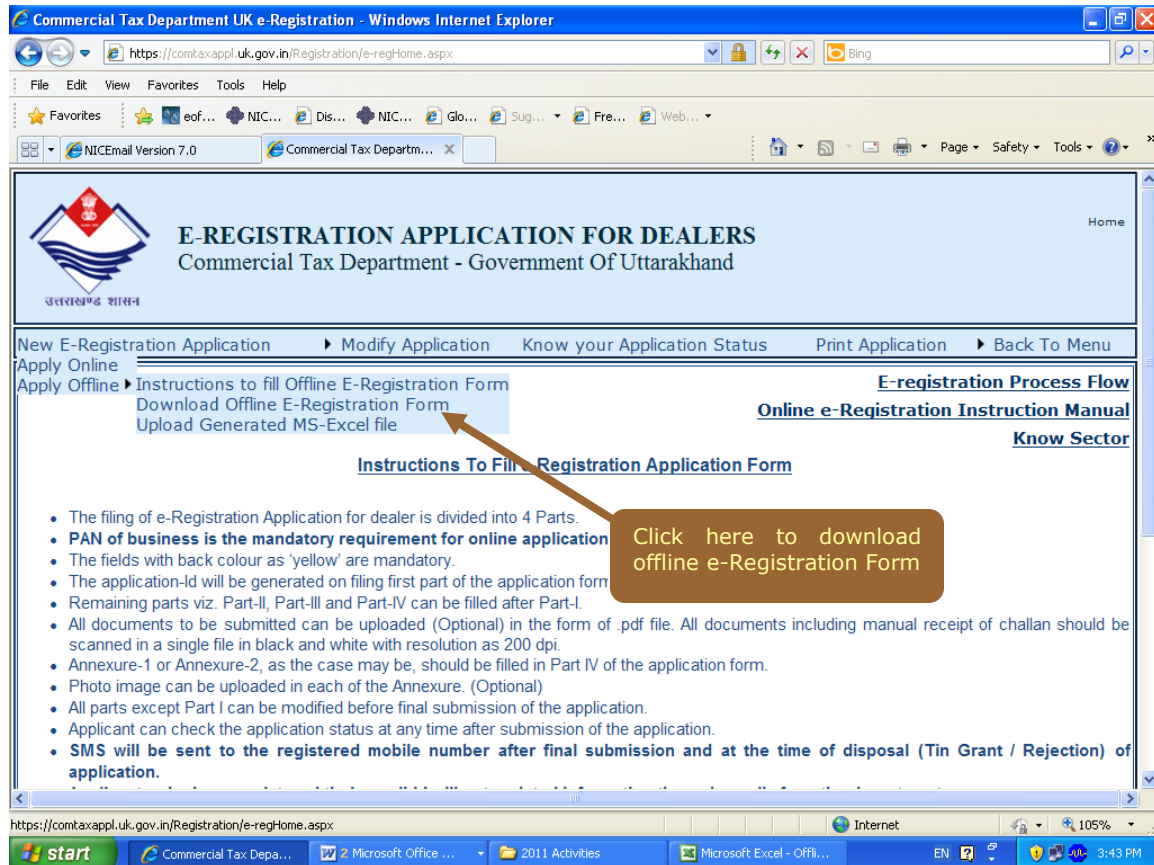 Commercial Tax Department UK e-Registration - Windows Internet Explorer
https://comtaxappl.uk.gov.in/Registration/e-regHome.aspx
Bing
File Edit View Favorites Tools Help
Favorites eof... NIC... Dis... NIC... Glo... Sug... Fre... Web...
NICEmail Version 7.0 Commercial Tax Departm... X Page Safety Tools
Home
E-REGISTRATION APPLICATION FOR DEALERS
Commercial Tax Department - Government Of Uttarakhand
उत्तराखण्ड शासन
New E-Registration Application Modify Application Know your Application Status Print Application Back To Menu
Apply Online
Apply Offline Instructions to fill Offline E-Registration Form
Download Offline E-Registration Form
Upload Generated MS-Excel file
E-registration Process Flow
Online e-Registration Instruction Manual
Know Sector
Instructions To Fill e-Registration Application Form
Click here to download
offline e-Registration Form
• The filing of e-Registration Application for dealer is divided into 4 Parts.
• PAN of business is the mandatory requirement for online application
• The fields with back colour as 'yellow' are mandatory.
• The application-Id will be generated on filing first part of the application form
• Remaining parts viz. Part-II, Part-III and Part-IV can be filled after Part-I.
• All documents to be submitted can be uploaded (Optional) in the form of .pdf file. All documents including manual receipt of challan should be
scanned in a single file in black and white with resolution as 200 dpi.
• Annexure-1 or Annexure-2, as the case may be, should be filled in Part IV of the application form.
• Photo image can be uploaded in each of the Annexure. (Optional)
• All parts except Part I can be modified before final submission of the application.
• Applicant can check the application status at any time after submission of the application.
• SMS will be sent to the registered mobile number after final submission and at the time of disposal (Tin Grant / Rejection) of
application.
https://comtaxappl.uk.gov.in/Registration/e-regHome.aspx Internet 105%
start Commercial Tax Depa... 2 Microsoft Office ... 2011 Activities Microsoft Excel - Offli... EN 3:43 PM